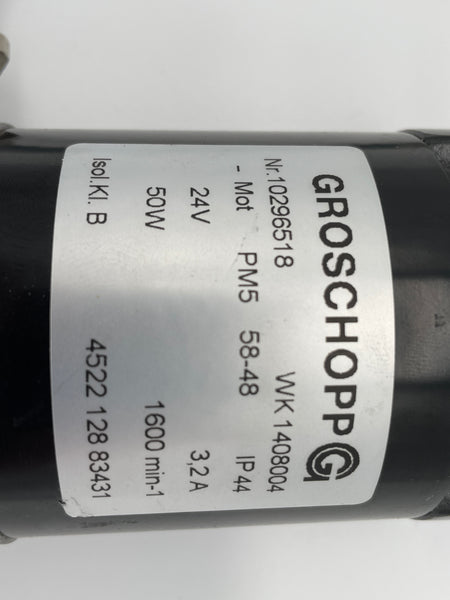 GROSCHOPP G
Nr.10296518 WK 1408004
- Mot PM5 58-48 IP 44
24V 3,2 A
50W 1600 min-1
Isol.Kl. B 4522 128 83431